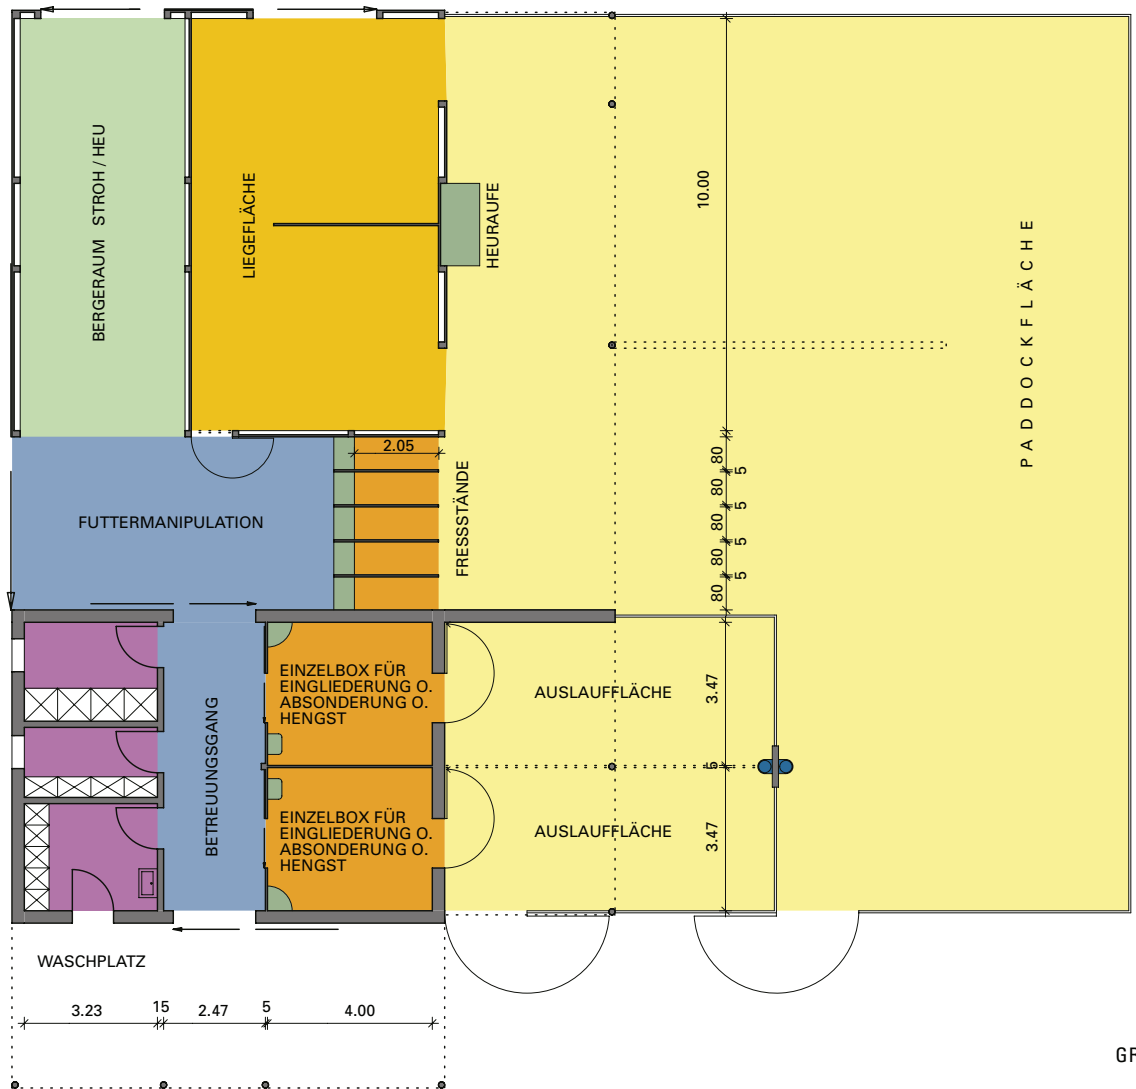 BERGERAUM STROH / HEU
LIEGEFLÄCHE
HEURAUFE
10.00
PADDOCKFLÄCHE
2.05
FUTTERMANIPULATION
FRESSSTÄNDE
80
5
80
5
80
5
80
5
80
EINZELBOX FÜR
EINGLIEDERUNG O.
ABSONDERUNG O.
HENGST
AUSLAUFFLÄCHE
3.47
BETREUUNGSGANG
5
EINZELBOX FÜR
EINGLIEDERUNG O.
ABSONDERUNG O.
HENGST
AUSLAUFFLÄCHE
3.47
WASCHPLATZ
3.23 15 2.47 5 4.00
GR